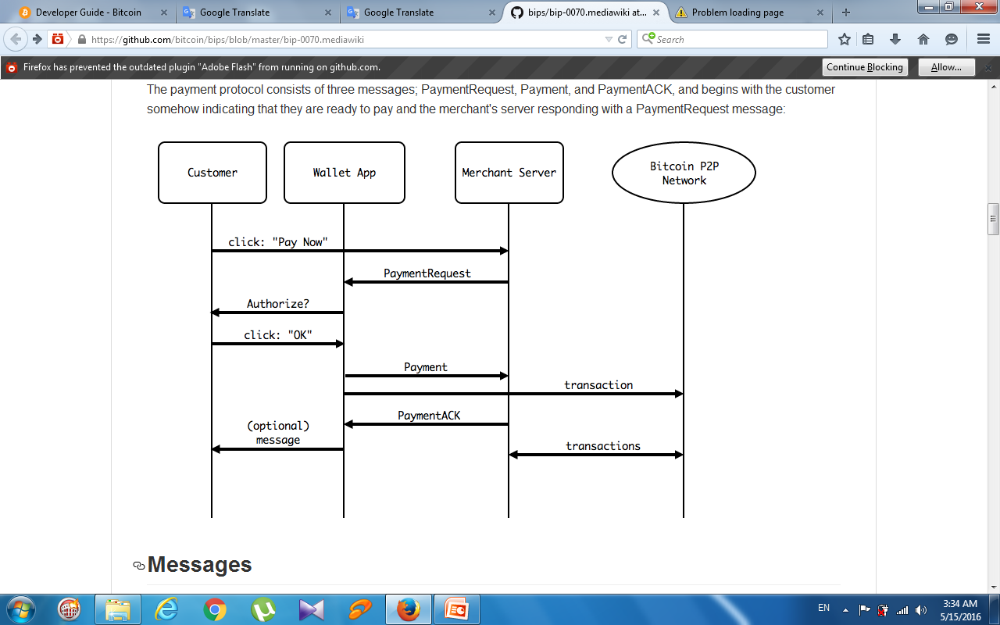 Developer Guide - Bitcoin
Google Translate
Google Translate
bips/bip-0070.mediawiki at...
Problem loading page
https://github.com/bitcoin/bips/blob/master/bip-0070.mediawiki
Search
Firefox has prevented the outdated plugin "Adobe Flash" from running on github.com.
Continue Blocking
Allow...
The payment protocol consists of three messages; PaymentRequest, Payment, and PaymentACK, and begins with the customer
somehow indicating that they are ready to pay and the merchant's server responding with a PaymentRequest message:
Customer
Wallet App
Merchant Server
Bitcoin P2P
Network
click: "Pay Now"
PaymentRequest
Authorize?
click: "OK"
Payment
transaction
PaymentACK
(optional)
message
transactions
Messages
EN
3:34 AM
5/15/2016